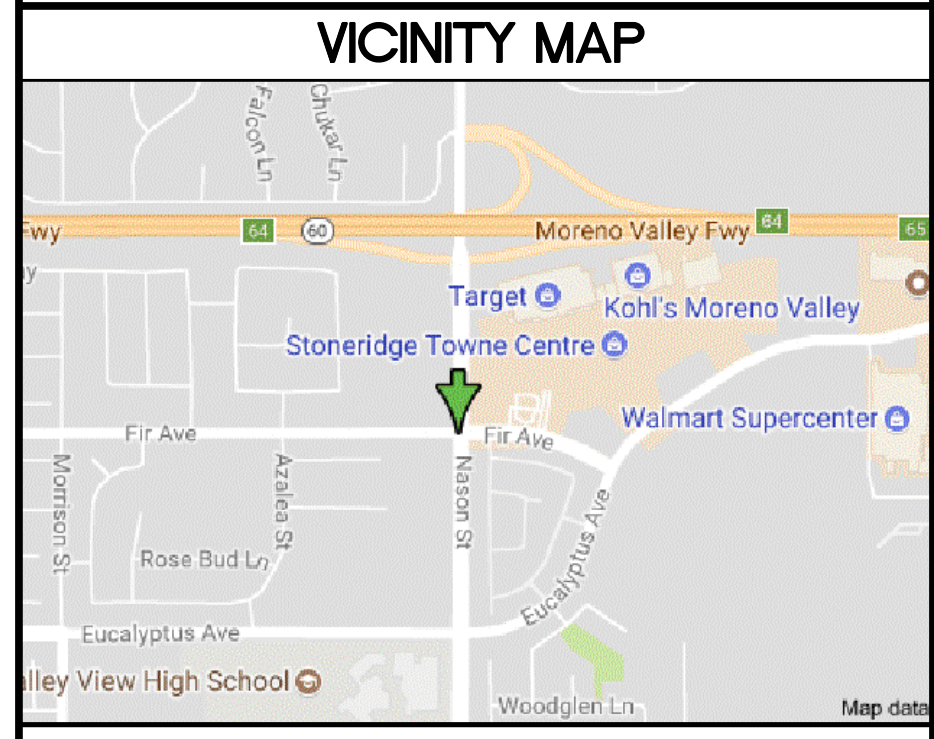 VICINITY MAP
Falcon Ln
Chukar Ln
Fwy
64
60
Moreno Valley Fwy
64
65
y
Target
Kohl's Moreno Valley
Stoneridge Towne Centre
Walmart Supercenter
Fir Ave
Fir Ave
Morrison St
Azalea St
Nason St
Eucalyptus Ave
Rose Bud Ln
Eucalyptus Ave
alley View High School
Woodglen Ln
Map data